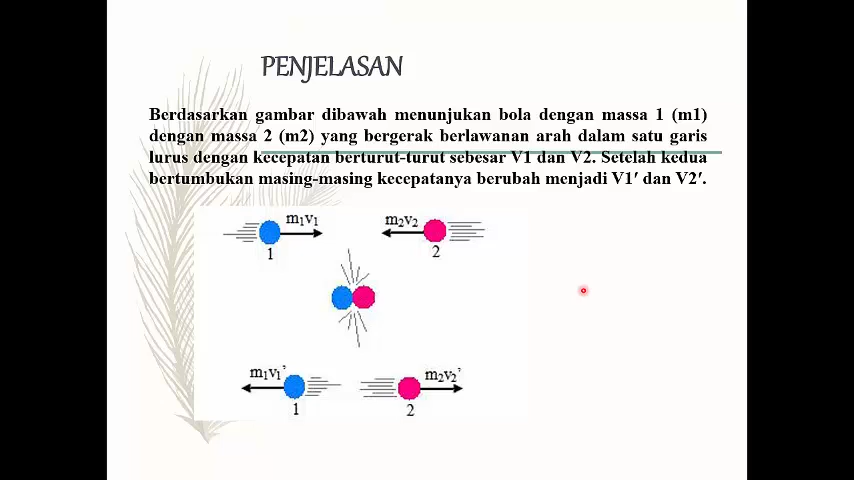 PENJELASAN
Berdasarkan gambar dibawah menunjukan bola dengan massa 1 (m1)
dengan massa 2 (m2) yang bergerak berlawanan arah dalam satu garis
lurus dengan kecepatan berturut-turut sebesar V1 dan V2. Setelah kedua
bertumbukan masing-masing kecepatanya berubah menjadi V1′ dan V2′.
m₁v₁ m₂v₂
1 2
m₁v₁’ m₂v₂’
1 2